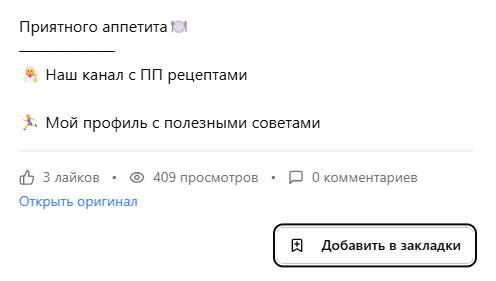 Приятного аппетита🍽️
____________
👩‍🍳 Наш канал с ПП рецептами
🏃‍♀️ Мой профиль с полезными советами
3 лайков • 409 просмотров • 0 комментариев
Открыть оригинал
Добавить в закладки